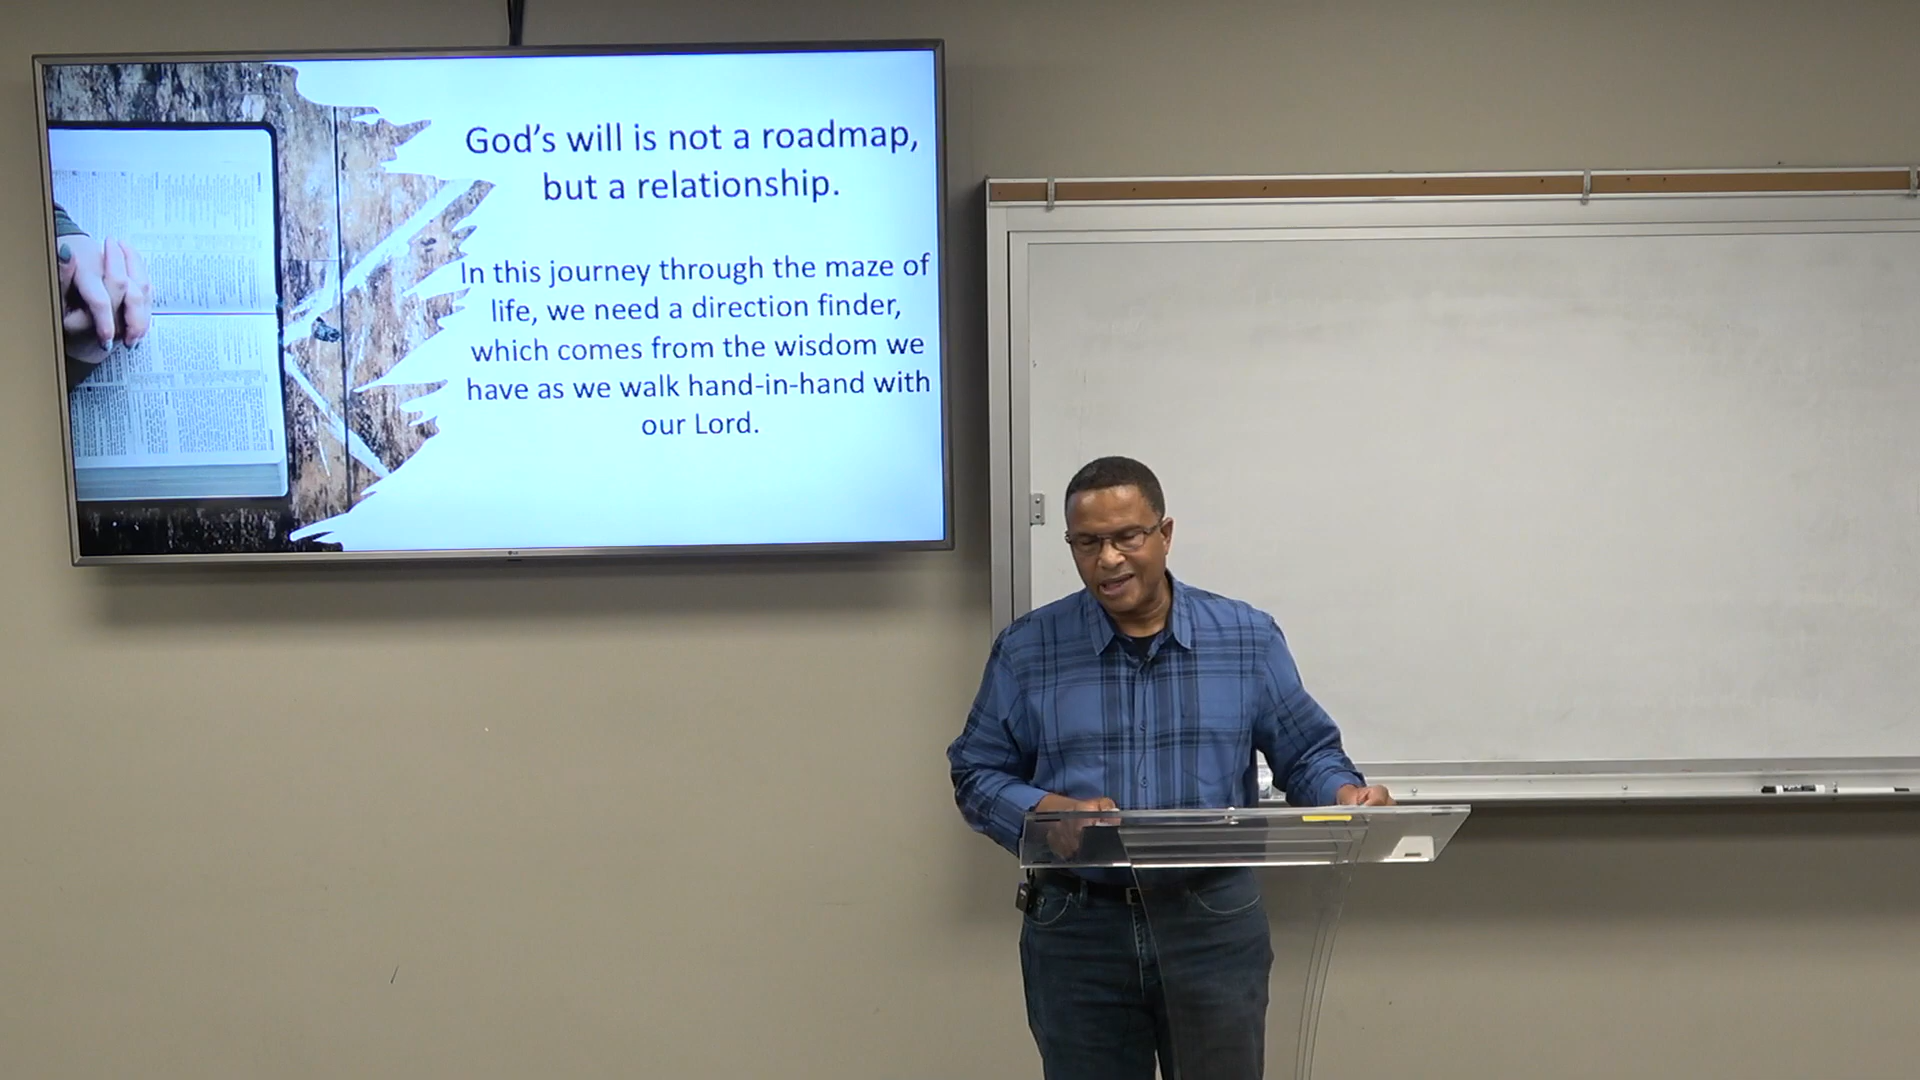 God's will is not a roadmap,
but a relationship.
In this journey through the maze of
life, we need a direction finder,
which comes from the wisdom we
have as we walk hand-in-hand with
our Lord.
LG